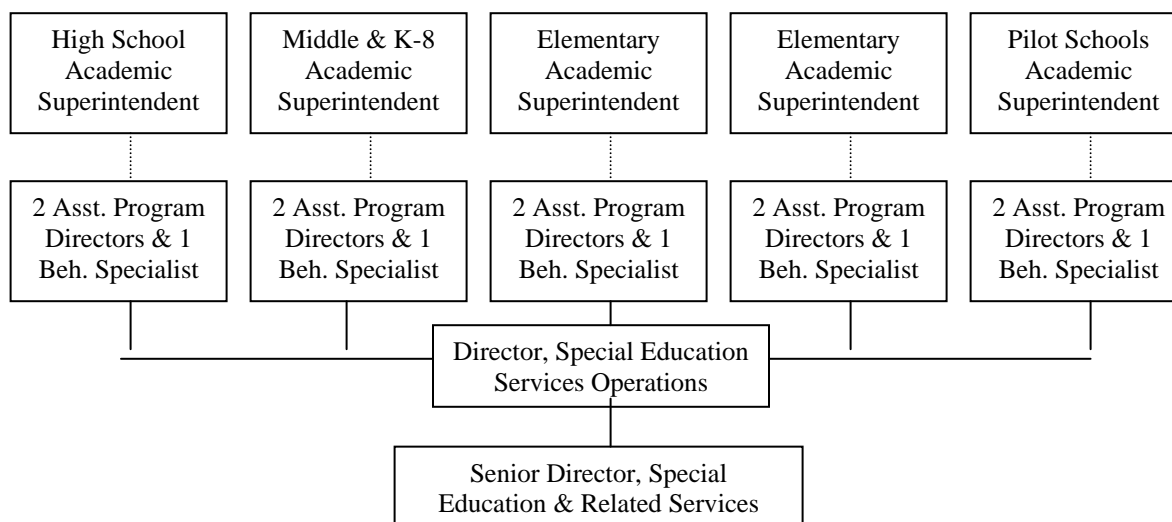 High School
Academic
Superintendent
Middle & K-8
Academic
Superintendent
Elementary
Academic
Superintendent
Elementary
Academic
Superintendent
Pilot Schools
Academic
Superintendent
2 Asst. Program
Directors & 1
Beh. Specialist
2 Asst. Program
Directors & 1
Beh. Specialist
2 Asst. Program
Directors & 1
Beh. Specialist
2 Asst. Program
Directors & 1
Beh. Specialist
2 Asst. Program
Directors & 1
Beh. Specialist
Director, Special Education
Services Operations
Senior Director, Special
Education & Related Services